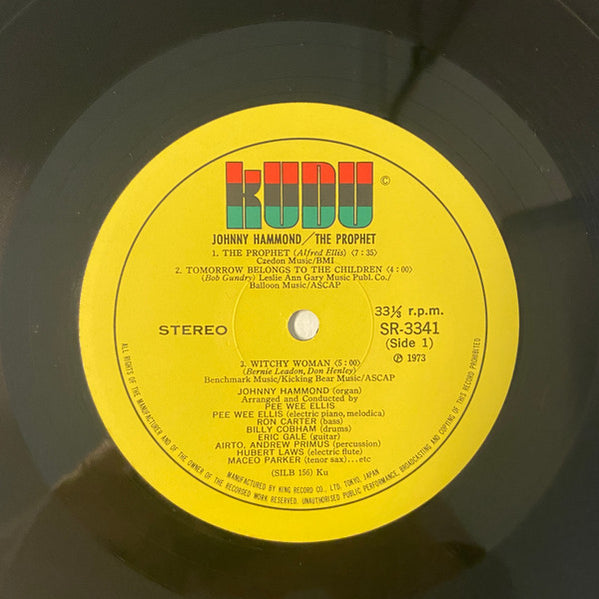 KUDU
©
JOHNNY HAMMOND/THE PROPHET
1. THE PROPHET (Alfred Ellis) <7:35>
Czedon Music/BMI
2. TOMORROW BELONGS TO THE CHILDREN <4:00>
(Bob Gundry) Leslie Ann Gary Music Publ. Co./
Balloon Music/ASCAP
STEREO
33⅓ r.p.m.
SR-3341
(Side 1)
℗ 1973
3. WITCHY WOMAN <5:00>
(Bernie Leadon, Don Henley)
Benchmark Music/Kicking Bear Music/ASCAP
JOHNNY HAMMOND (organ)
Arranged and Conducted by
PEE WEE ELLIS
PEE WEE ELLIS (electric piano, melodica)
RON CARTER (bass)
BILLY COBHAM (drums)
ERIC GALE (guitar)
AIRTO, ANDREW PRIMUS (percussion)
HUBERT LAWS (electric flute)
MACEO PARKER (tenor sax)...etc
(SILB 156) Ku
ALL RIGHTS OF THE MANUFACTURER AND OF THE OWNER OF THE RECORDED WORK RESERVED. UNAUTHORISED PUBLIC PERFORMANCE, BROADCASTING AND COPYING OF THIS RECORD PROHIBITED
MANUFACTURED BY KING RECORD CO., LTD. TOKYO, JAPAN